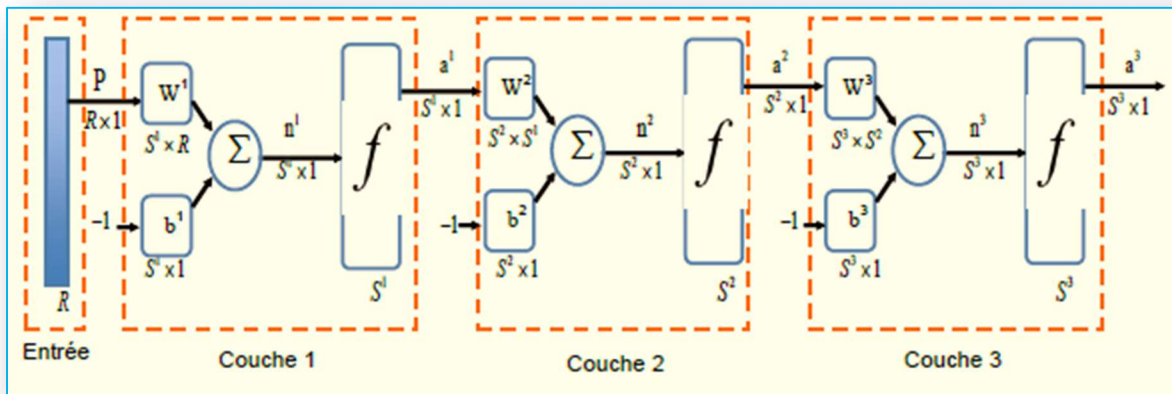 P
R×1
W¹
S¹×R
-1
b¹
S¹×1
Σ
n¹
S¹×1
f
S¹
a¹
S¹×1
W²
S²×S¹
-1
b²
S²×1
Σ
n²
S²×1
f
S²
a²
S²×1
W³
S³×S²
-1
b³
S³×1
Σ
n³
S³×1
f
S³
a³
S³×1
R
Entrée
Couche 1
Couche 2
Couche 3